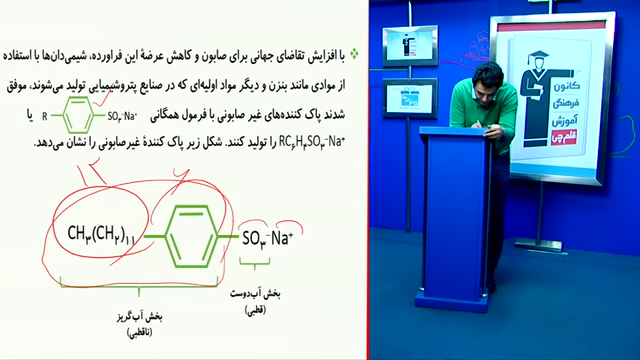 با افزایش تقاضای جهانی برای صابون و کاهش عرضهٔ این فراورده، شیمی‌دان‌ها با استفاده
از موادی مانند بنزن و دیگر مواد اولیه‌ای که در صنایع پتروشیمیایی تولید می‌شوند، موفق
شدند پاک کننده‌های غیر صابونی با فرمول همگانی R SO₃⁻Na⁺ یا
RC₆H₄SO₃⁻Na⁺ را تولید کنند. شکل زیر پاک کنندهٔ غیرصابونی را نشان می‌دهد.
۱۲ ۶
CH₃(CH₂)₁₁ SO₃⁻Na⁺
بخش آب‌دوست
(قطبی)
بخش آب‌گریز
(ناقطبی)
کانون
فرهنگی
آموزش
قلم‌چی